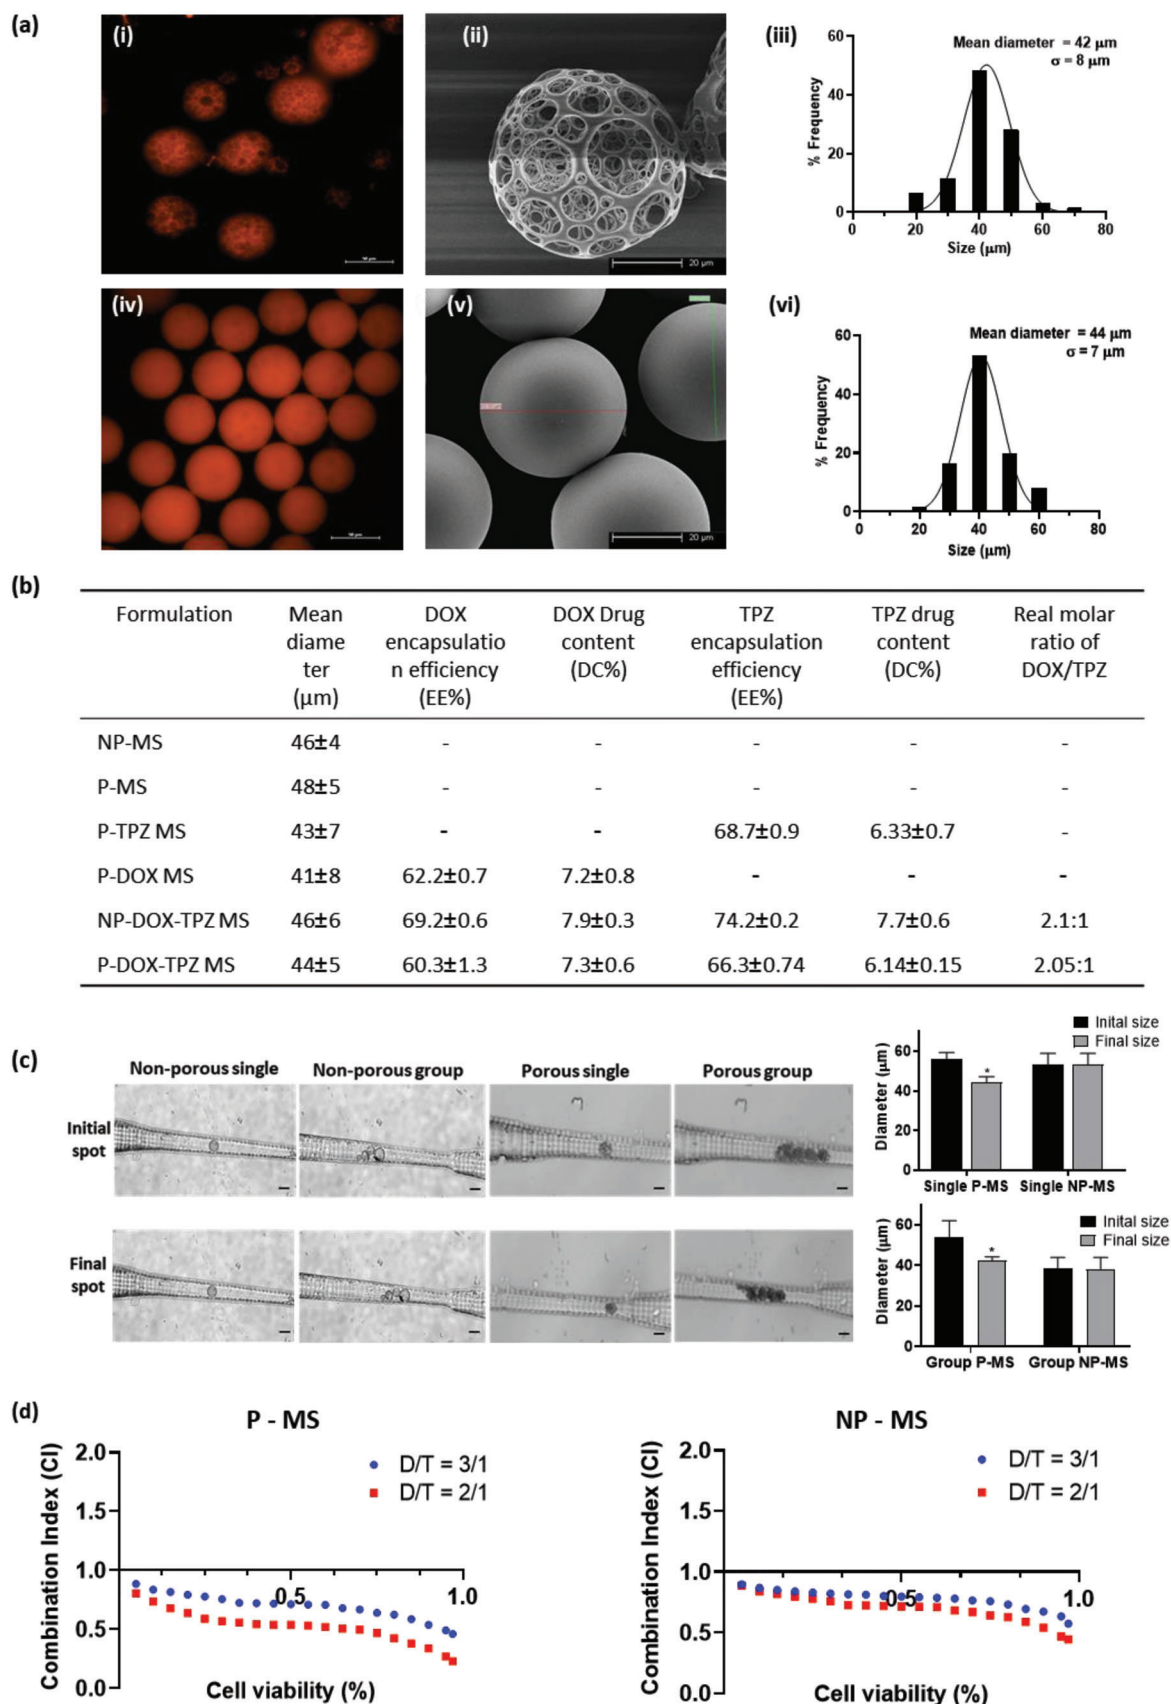 (a)
(i)
(ii)
20 μm
(iii)
Mean diameter = 42 μm
σ = 8 μm
% Frequency
60
40
20
0
0 20 40 60 80
Size (μm)
(iv)
(v)
20 μm
(vi)
Mean diameter = 44 μm
σ = 7 μm
% Frequency
60
40
20
0
0 20 40 60 80
Size (μm)
(b)
Formulation Mean diame ter (μm) DOX encapsulatio n efficiency (EE%) DOX Drug content (DC%) TPZ encapsulation efficiency (EE%) TPZ drug content (DC%) Real molar ratio of DOX/TPZ
NP-MS 46±4 - - - - -
P-MS 48±5 - - - - -
P-TPZ MS 43±7 - - 68.7±0.9 6.33±0.7 -
P-DOX MS 41±8 62.2±0.7 7.2±0.8 - - -
NP-DOX-TPZ MS 46±6 69.2±0.6 7.9±0.3 74.2±0.2 7.7±0.6 2.1:1
P-DOX-TPZ MS 44±5 60.3±1.3 7.3±0.6 66.3±0.74 6.14±0.15 2.05:1
(c)
Non-porous single Non-porous group Porous single Porous group
Initial spot
Final spot
Inital size
Final size
Diameter (μm)
60
40
20
0
*
Single P-MS Single NP-MS
Inital size
Final size
Diameter (μm)
60
40
20
0
*
Group P-MS Group NP-MS
(d)
P - MS
Combination Index (CI)
2.0
1.5
1.0
0.5
0.0
D/T = 3/1
D/T = 2/1
0.5 1.0
Cell viability (%)
NP - MS
Combination Index (CI)
2.0
1.5
1.0
0.5
0.0
D/T = 3/1
D/T = 2/1
0.5 1.0
Cell viability (%)